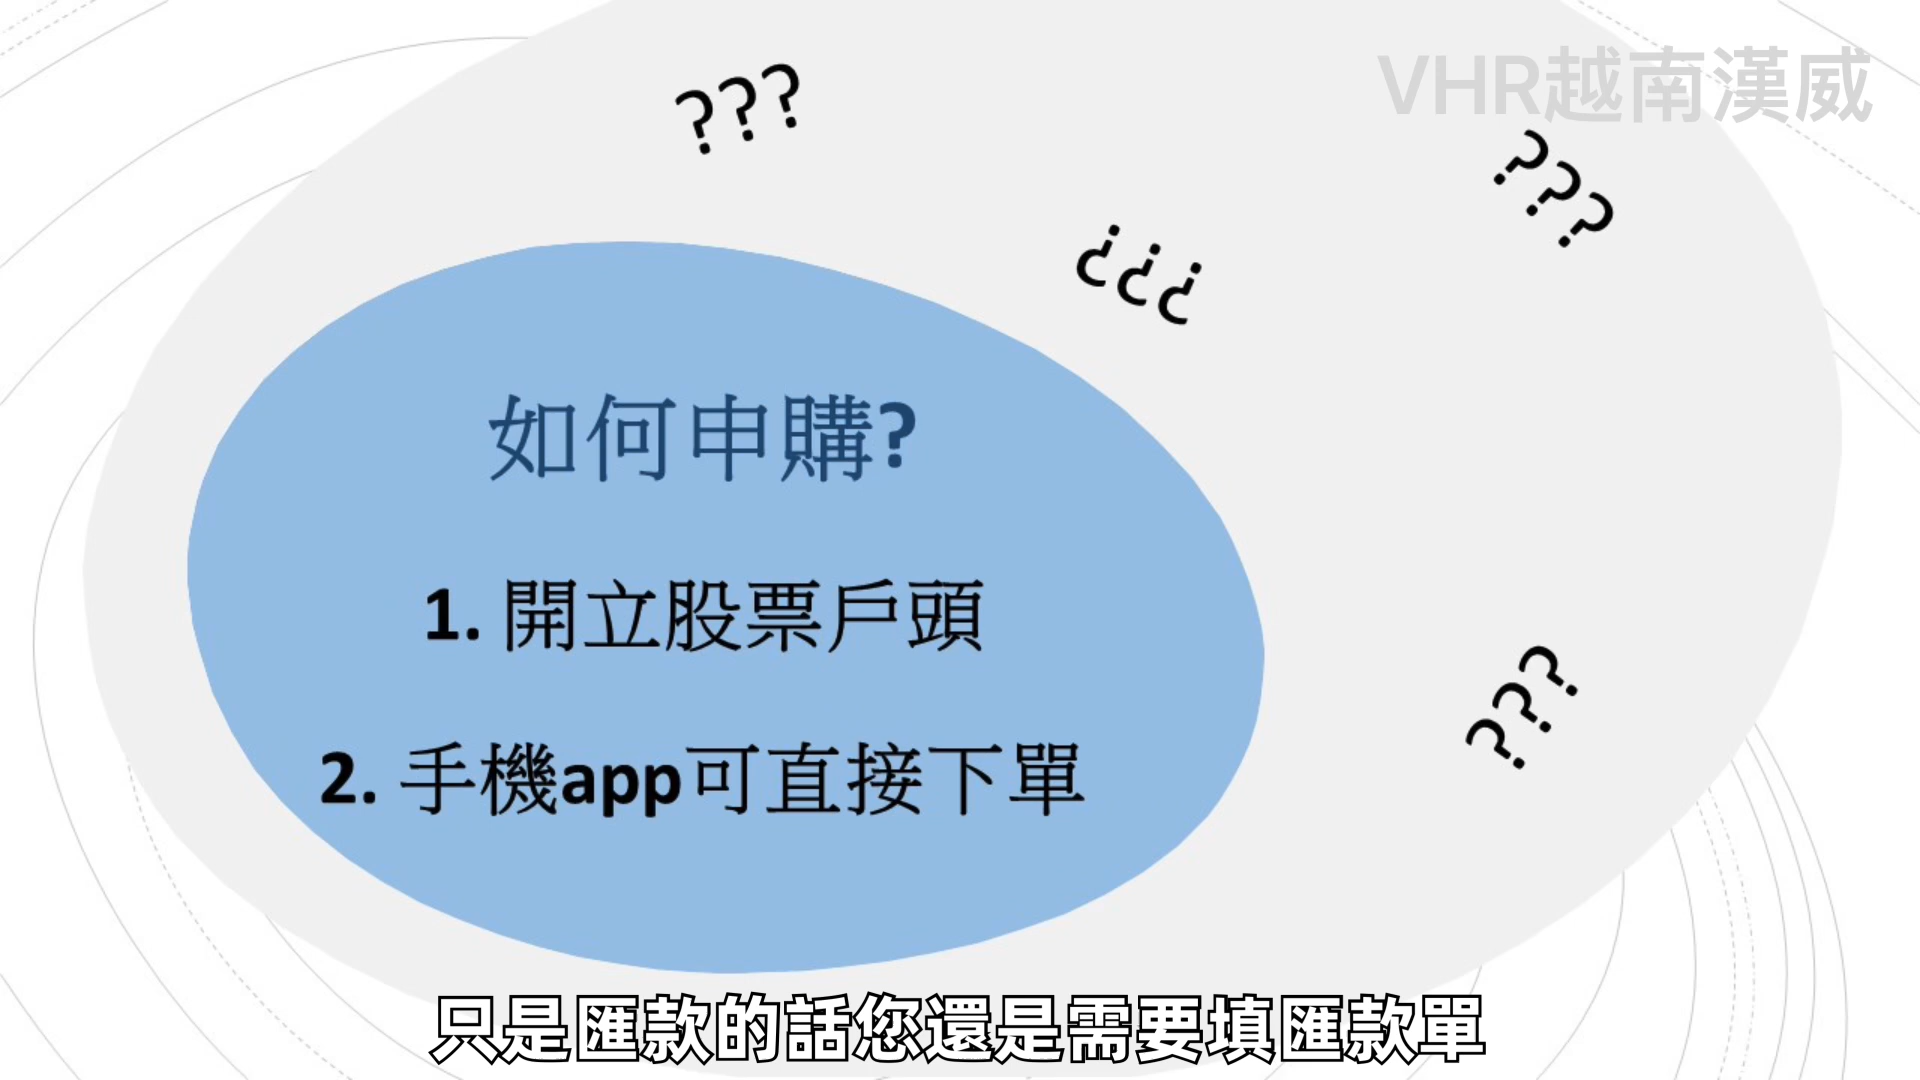 VHR越南漢威
???
???
???
如何申購?
1. 開立股票戶頭
2. 手機app可直接下單
???
只是匯款的話您還是需要填匯款單